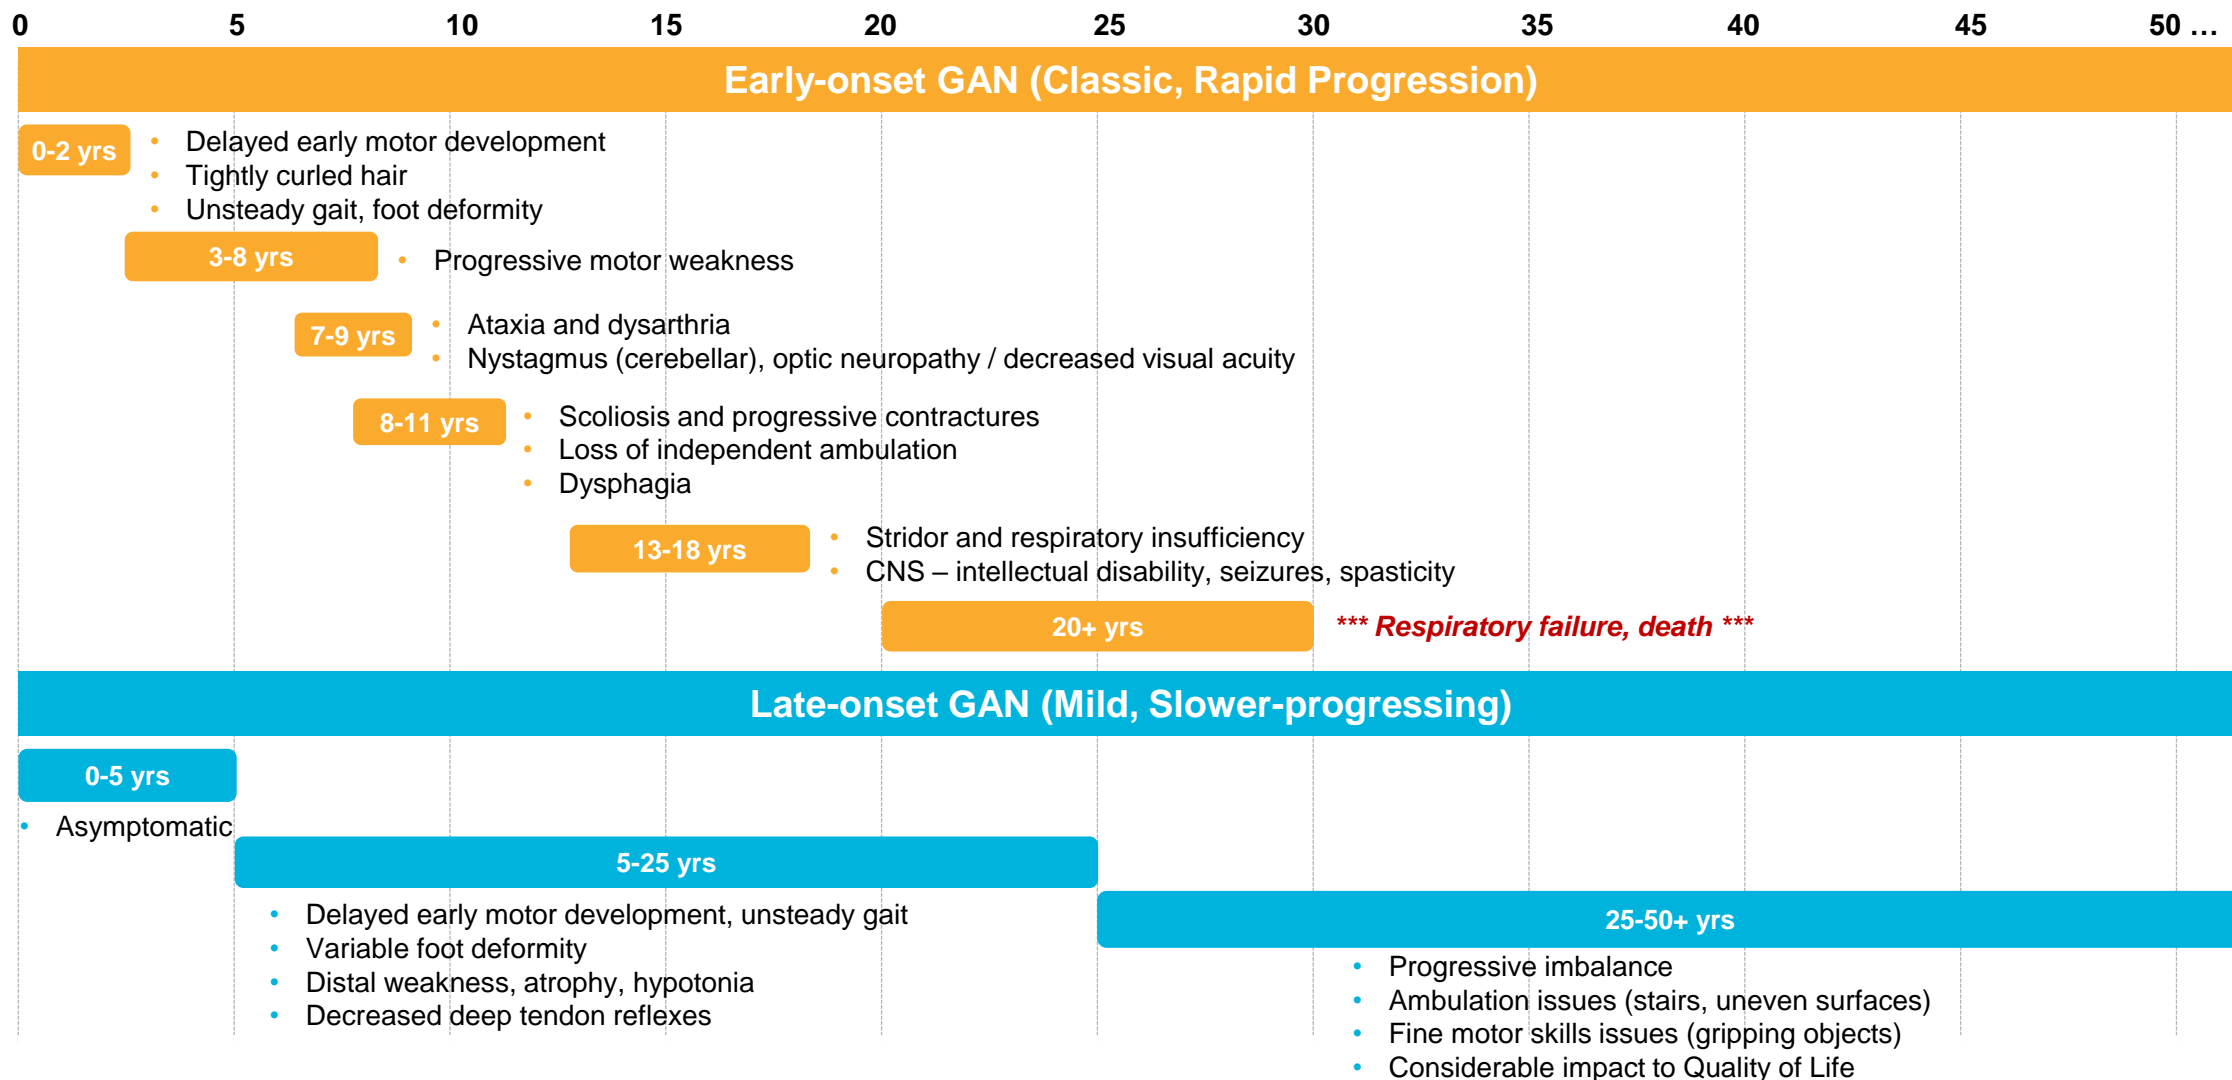 0 5 10 15 20 25 30 35 40 45 50 ...
Early-onset GAN (Classic, Rapid Progression)
0-2 yrs
• Delayed early motor development
• Tightly curled hair
• Unsteady gait, foot deformity
3-8 yrs
• Progressive motor weakness
7-9 yrs
• Ataxia and dysarthria
• Nystagmus (cerebellar), optic neuropathy / decreased visual acuity
8-11 yrs
• Scoliosis and progressive contractures
• Loss of independent ambulation
• Dysphagia
13-18 yrs
• Stridor and respiratory insufficiency
• CNS – intellectual disability, seizures, spasticity
20+ yrs
*** Respiratory failure, death ***
Late-onset GAN (Mild, Slower-progressing)
0-5 yrs
• Asymptomatic
5-25 yrs
• Delayed early motor development, unsteady gait
• Variable foot deformity
• Distal weakness, atrophy, hypotonia
• Decreased deep tendon reflexes
25-50+ yrs
• Progressive imbalance
• Ambulation issues (stairs, uneven surfaces)
• Fine motor skills issues (gripping objects)
• Considerable impact to Quality of Life